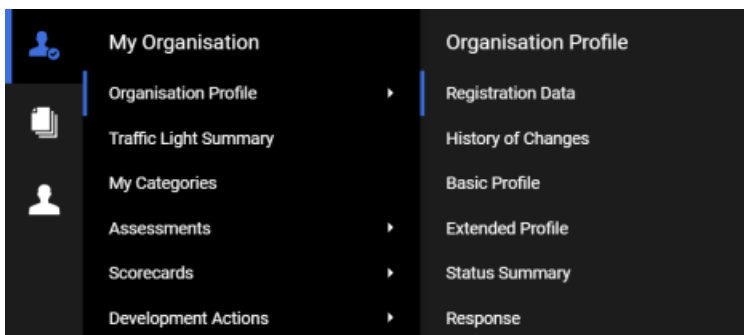 My Organisation
Organisation Profile
Traffic Light Summary
My Categories
Assessments
Scorecards
Development Actions
Organisation Profile
Registration Data
History of Changes
Basic Profile
Extended Profile
Status Summary
Response